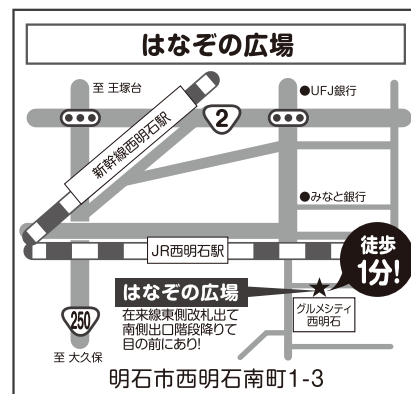 はなぞの広場
至 王塚台
●UFJ銀行
2
新幹線西明石駅
●みなと銀行
JR西明石駅
徒歩
1分!
はなぞの広場
在来線東側改札出て
南側出口階段降りて
目の前にあり!
グルメシティ
西明石
250
至 大久保
明石市西明石南町1-3